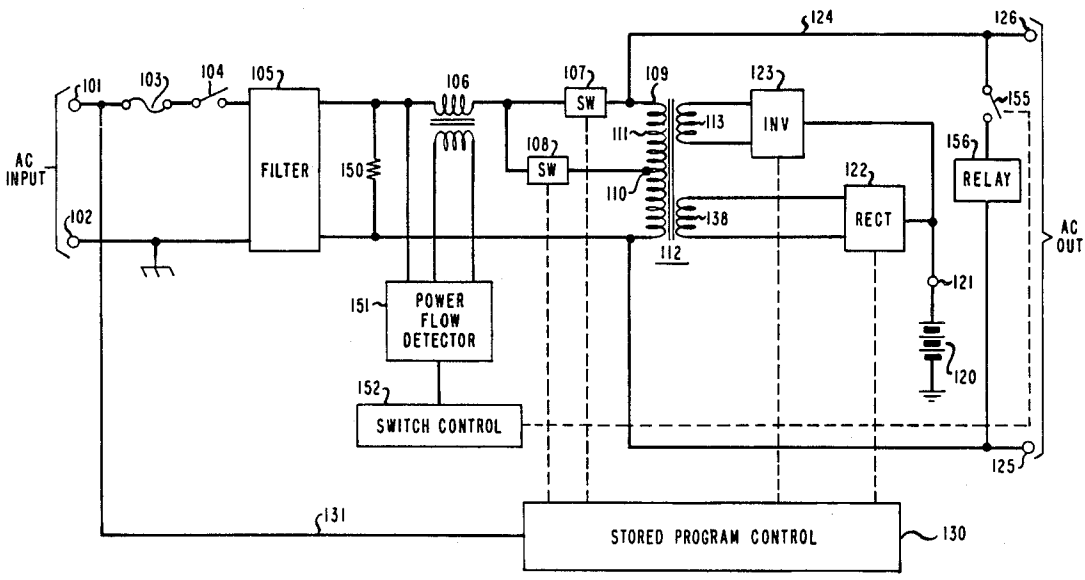 124
126
101
103
104
105
106
107
SW
109
123
INV
113
111
155
AC
INPUT
FILTER
150
108
SW
110
156
RELAY
122
RECT
138
AC
OUT
102
112
121
151
POWER
FLOW
DETECTOR
120
152
SWITCH CONTROL
125
131
STORED PROGRAM CONTROL
130